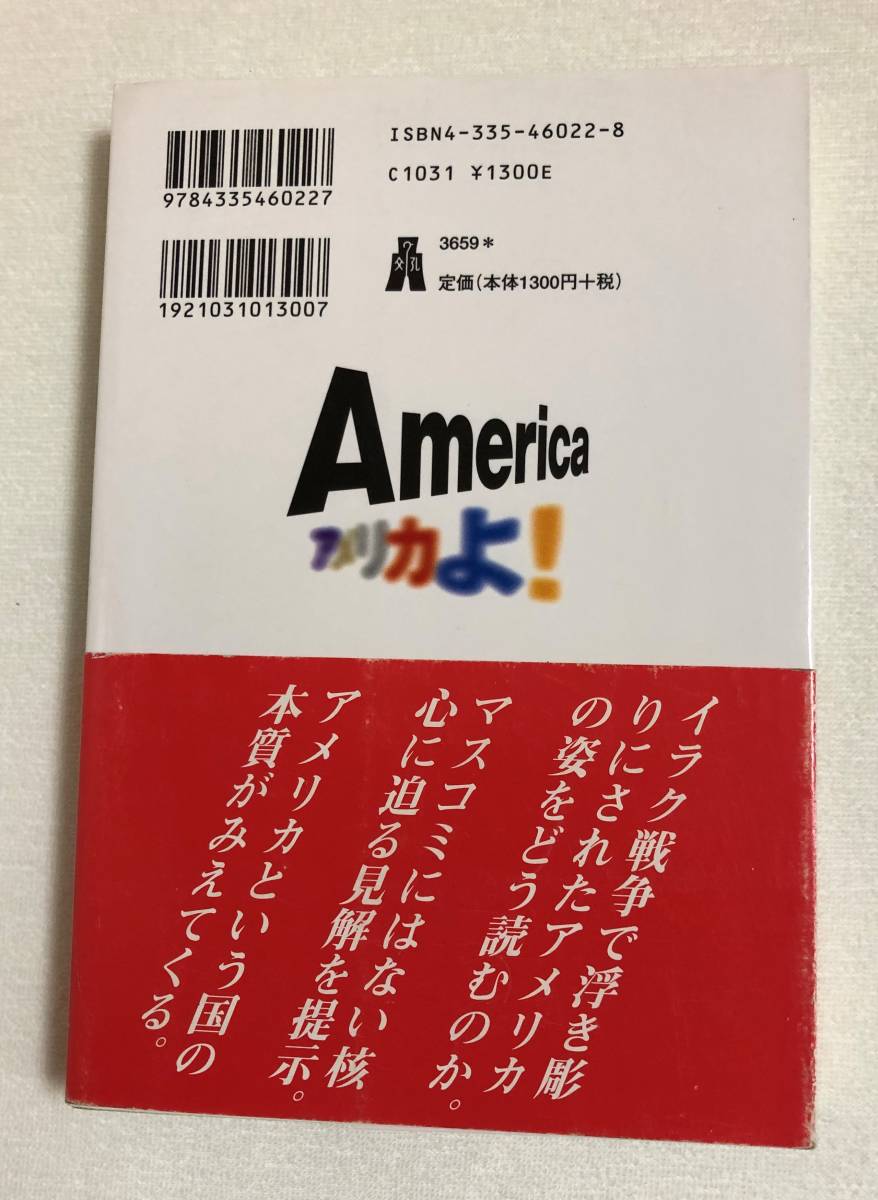 ISBN4-335-46022-8
C1031 ¥1300E
9784335460227
3659*
定価(本体1300円+税)
1921031013007
America
アメリカよ!
イラク戦争で浮き彫
りにされたアメリカ
の姿をどう読むのか。
マスコミにはない核
心に迫る見解を提示。
アメリカという国の
本質がみえてくる。